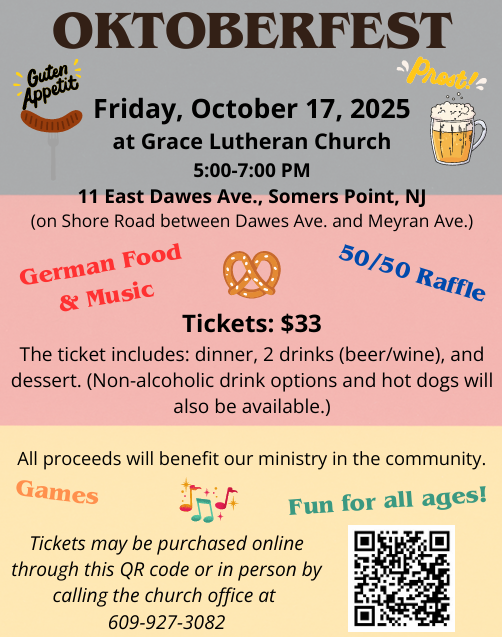 OKTOBERFEST
Guten
Appetit
Prost!
Friday, October 17, 2025
at Grace Lutheran Church
5:00-7:00 PM
11 East Dawes Ave., Somers Point, NJ
(on Shore Road between Dawes Ave. and Meyran Ave.)
German Food
& Music
50/50 Raffle
Tickets: $33
The ticket includes: dinner, 2 drinks (beer/wine), and
dessert. (Non-alcoholic drink options and hot dogs will
also be available.)
All proceeds will benefit our ministry in the community.
Games
Fun for all ages!
Tickets may be purchased online
through this QR code or in person by
calling the church office at
609-927-3082